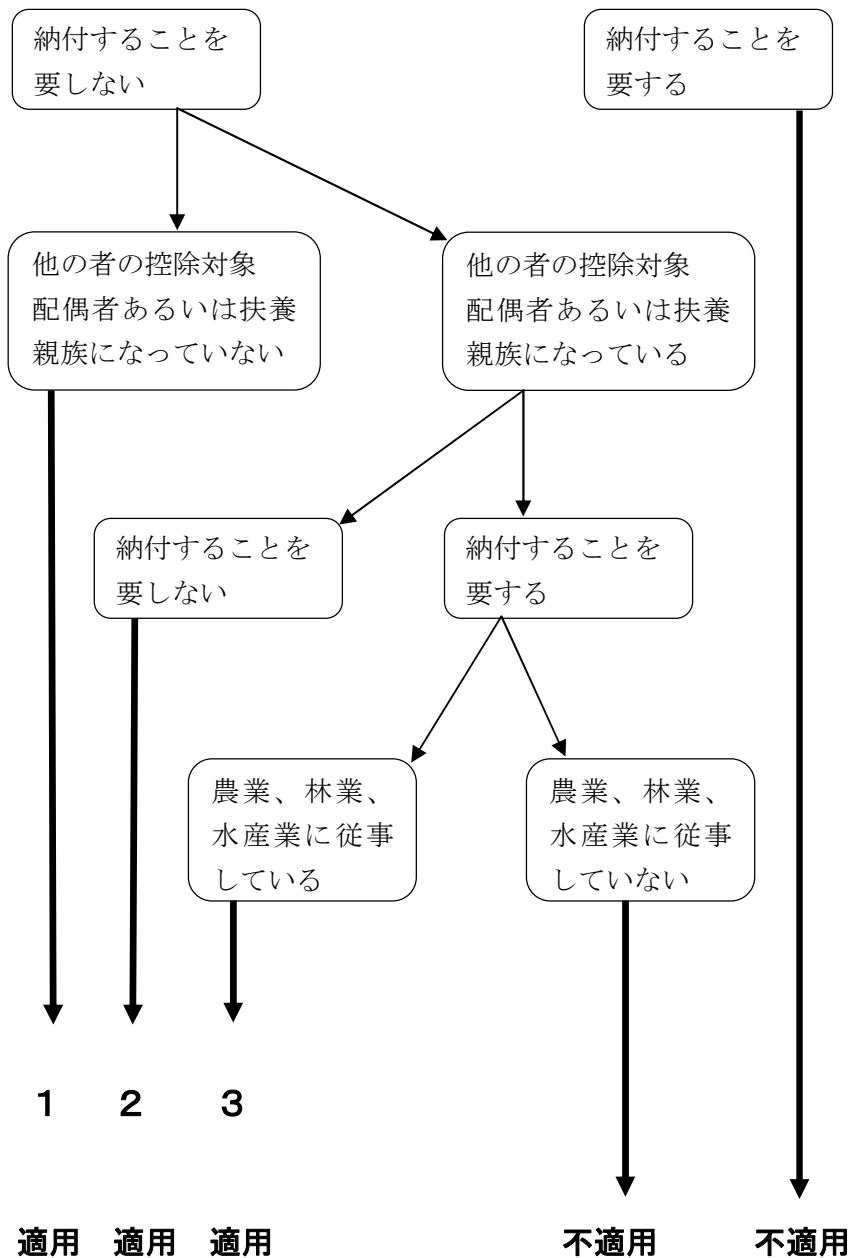 納付することを
要しない
納付することを
要する
他の者の控除対象
配偶者あるいは扶養
親族になっていない
他の者の控除対象
配偶者あるいは扶養
親族になっている
納付することを
要しない
納付することを
要する
農業、林業、
水産業に従事
している
農業、林業、
水産業に従事
していない
1 2 3
適用 適用 適用 不適用 不適用